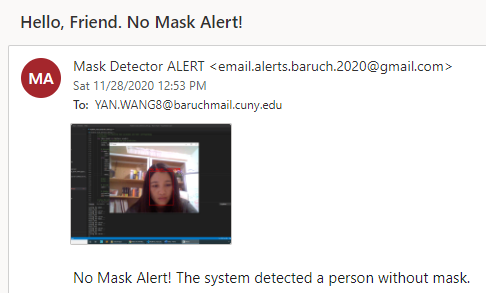 Hello, Friend. No Mask Alert!
MA
Mask Detector ALERT <email.alerts.baruch.2020@gmail.com>
Sat 11/28/2020 12:53 PM
To: YAN.WANG8@baruchmail.cuny.edu
No Mask Alert! The system detected a person without mask.